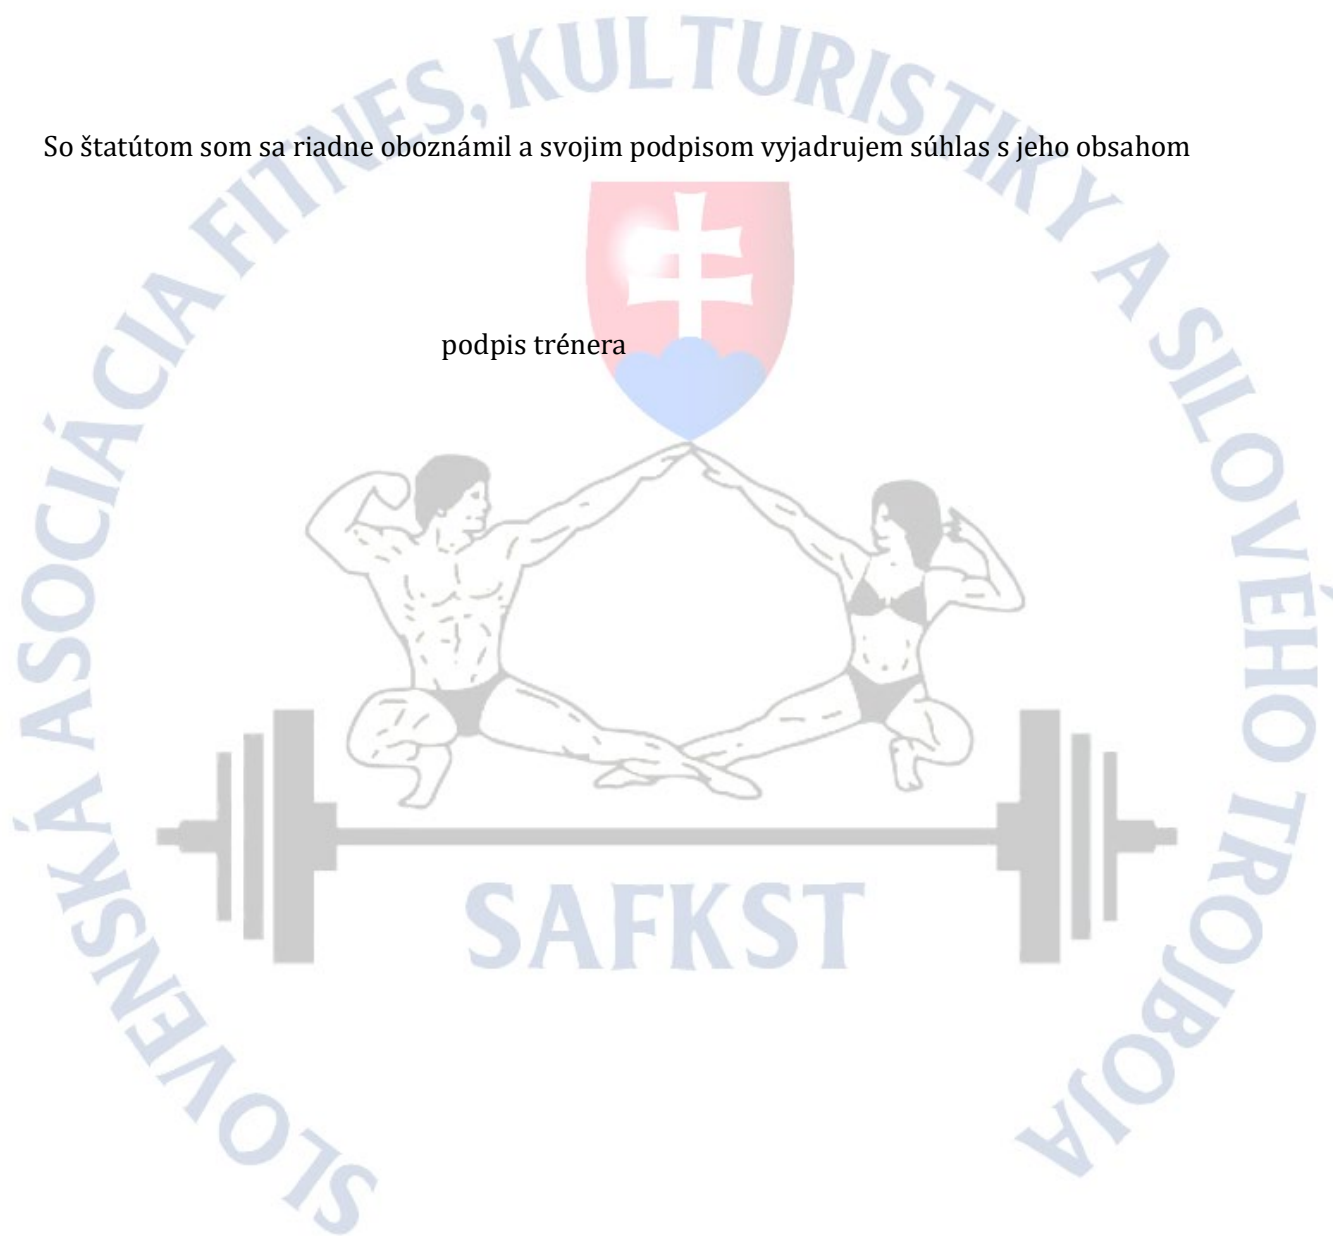 SLOVENSKÁ ASOCIÁCIA FITNES, KULTURISTIKY A SILOVÉHO TROJBOJA
So štatútom som sa riadne oboznámil a svojim podpisom vyjadrujem súhlas s jeho obsahom
podpis trénera
SAFKST